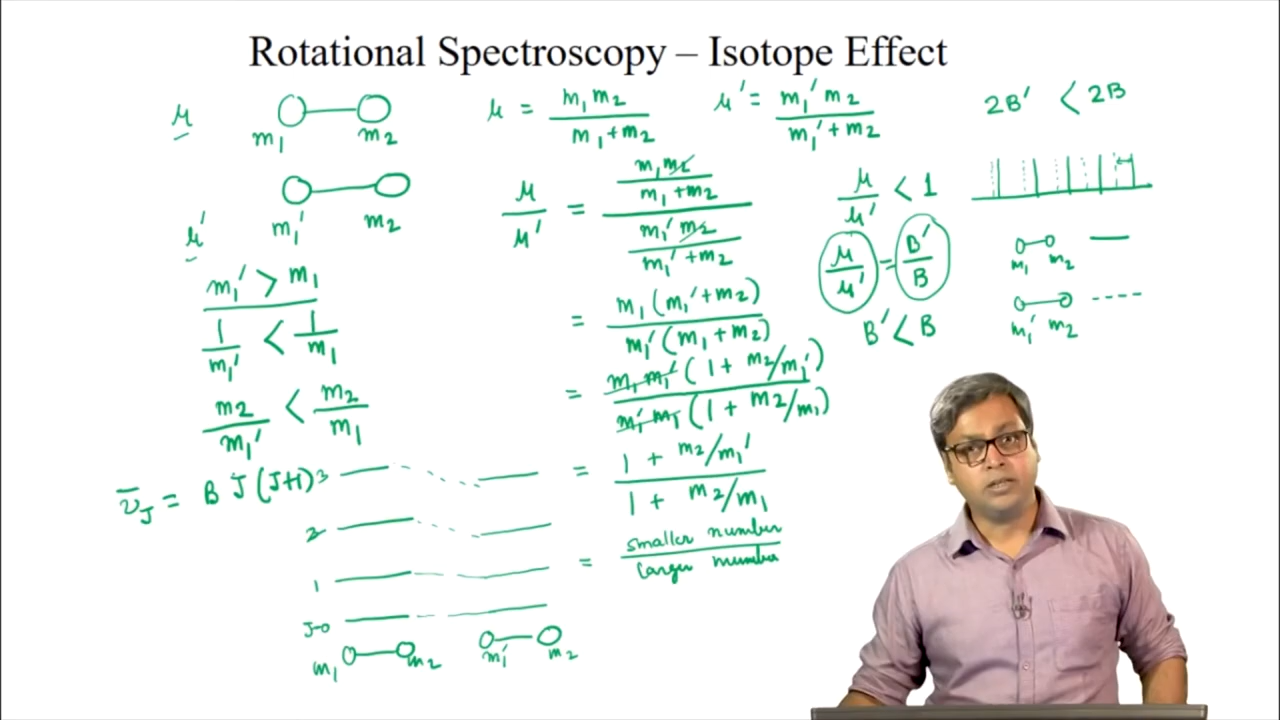 Rotational Spectroscopy – Isotope Effect
μ m₁ m₂
μ = m₁m₂ / m₁+m₂
μ' = m₁'m₂ / m₁'+m₂
2B' < 2B
μ' m₁' m₂
μ/μ' = (m₁m₂ / m₁+m₂) / (m₁'m₂ / m₁'+m₂)
μ/μ' < 1
m₁' > m₁
μ/μ' = B'/B
m₁ m₂
1/m₁' < 1/m₁
= m₁(m₁'+m₂) / m₁'(m₁+m₂)
B' < B
m₁' m₂
m₂/m₁' < m₂/m₁
= m₁m₁'(1 + m₂/m₁') / m₁'m₁(1 + m₂/m₁)
ῡ_J = B J(J+1)
3
= 1 + m₂/m₁' / 1 + m₂/m₁
2
= smaller number / larger number
1
J=0
m₁ m₂
m₁' m₂